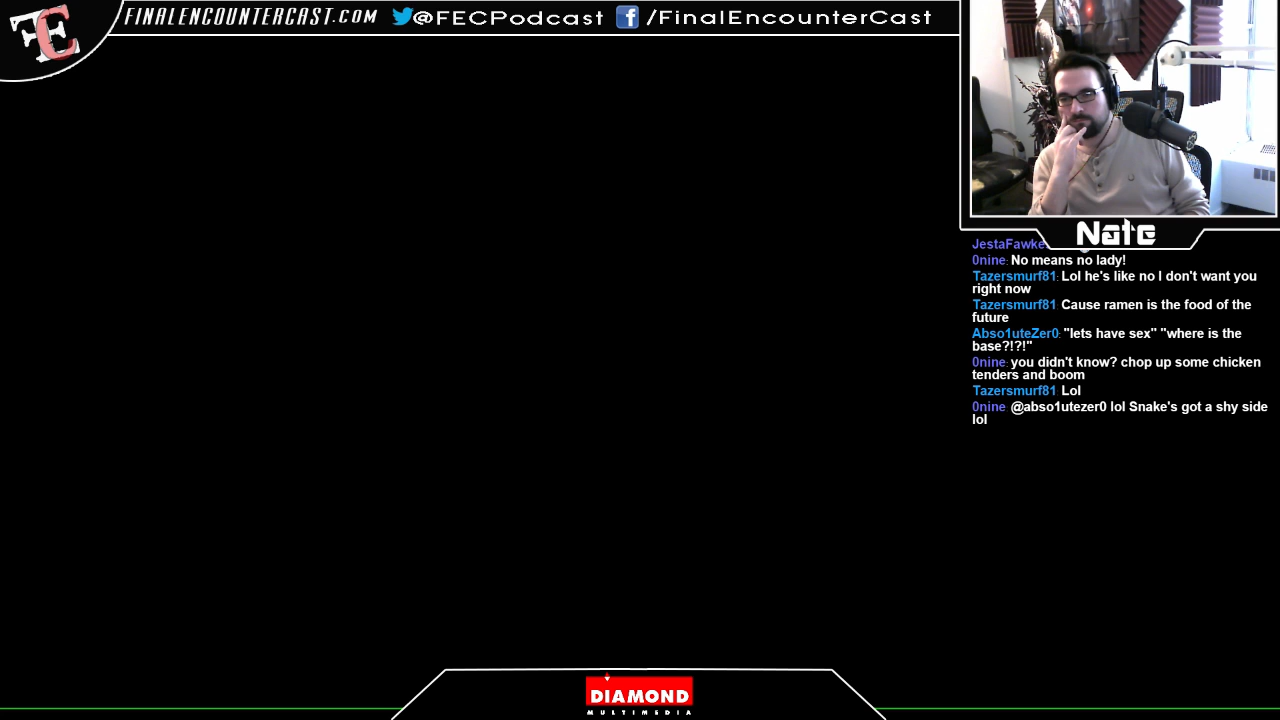 FINALENCOUNTERCAST.COM @FECPodcast /FinalEncounterCast
FEC
Nate
JestaFawke
0nine: No means no lady!
Tazersmurf81: Lol he's like no I don't want you
right now
Tazersmurf81: Cause ramen is the food of the
future
Abso1uteZer0: "lets have sex" "where is the
base?!?!"
0nine: you didn't know? chop up some chicken
tenders and boom
Tazersmurf81: Lol
0nine: @abso1utezer0 lol Snake's got a shy side
lol
DIAMOND
MULTIMEDIA